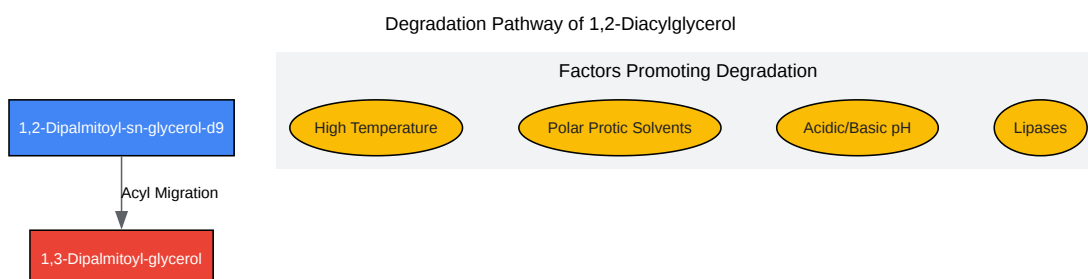 Degradation Pathway of 1,2-Diacylglycerol
Factors Promoting Degradation
1,2-Dipalmitoyl-sn-glycerol-d9
High Temperature
Polar Protic Solvents
Acidic/Basic pH
Lipases
Acyl Migration
1,3-Dipalmitoyl-glycerol